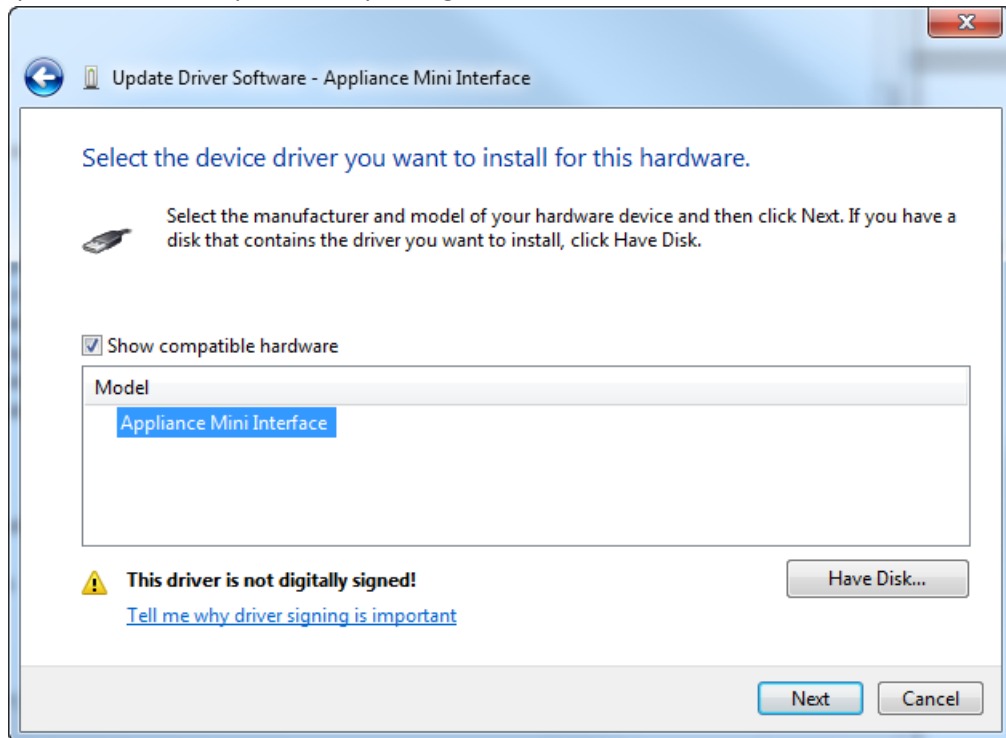 X
Update Driver Software - Appliance Mini Interface
Select the device driver you want to install for this hardware.
Select the manufacturer and model of your hardware device and then click Next. If you have a
disk that contains the driver you want to install, click Have Disk.
Show compatible hardware
Model
Appliance Mini Interface
This driver is not digitally signed!
Have Disk...
Tell me why driver signing is important
Next
Cancel